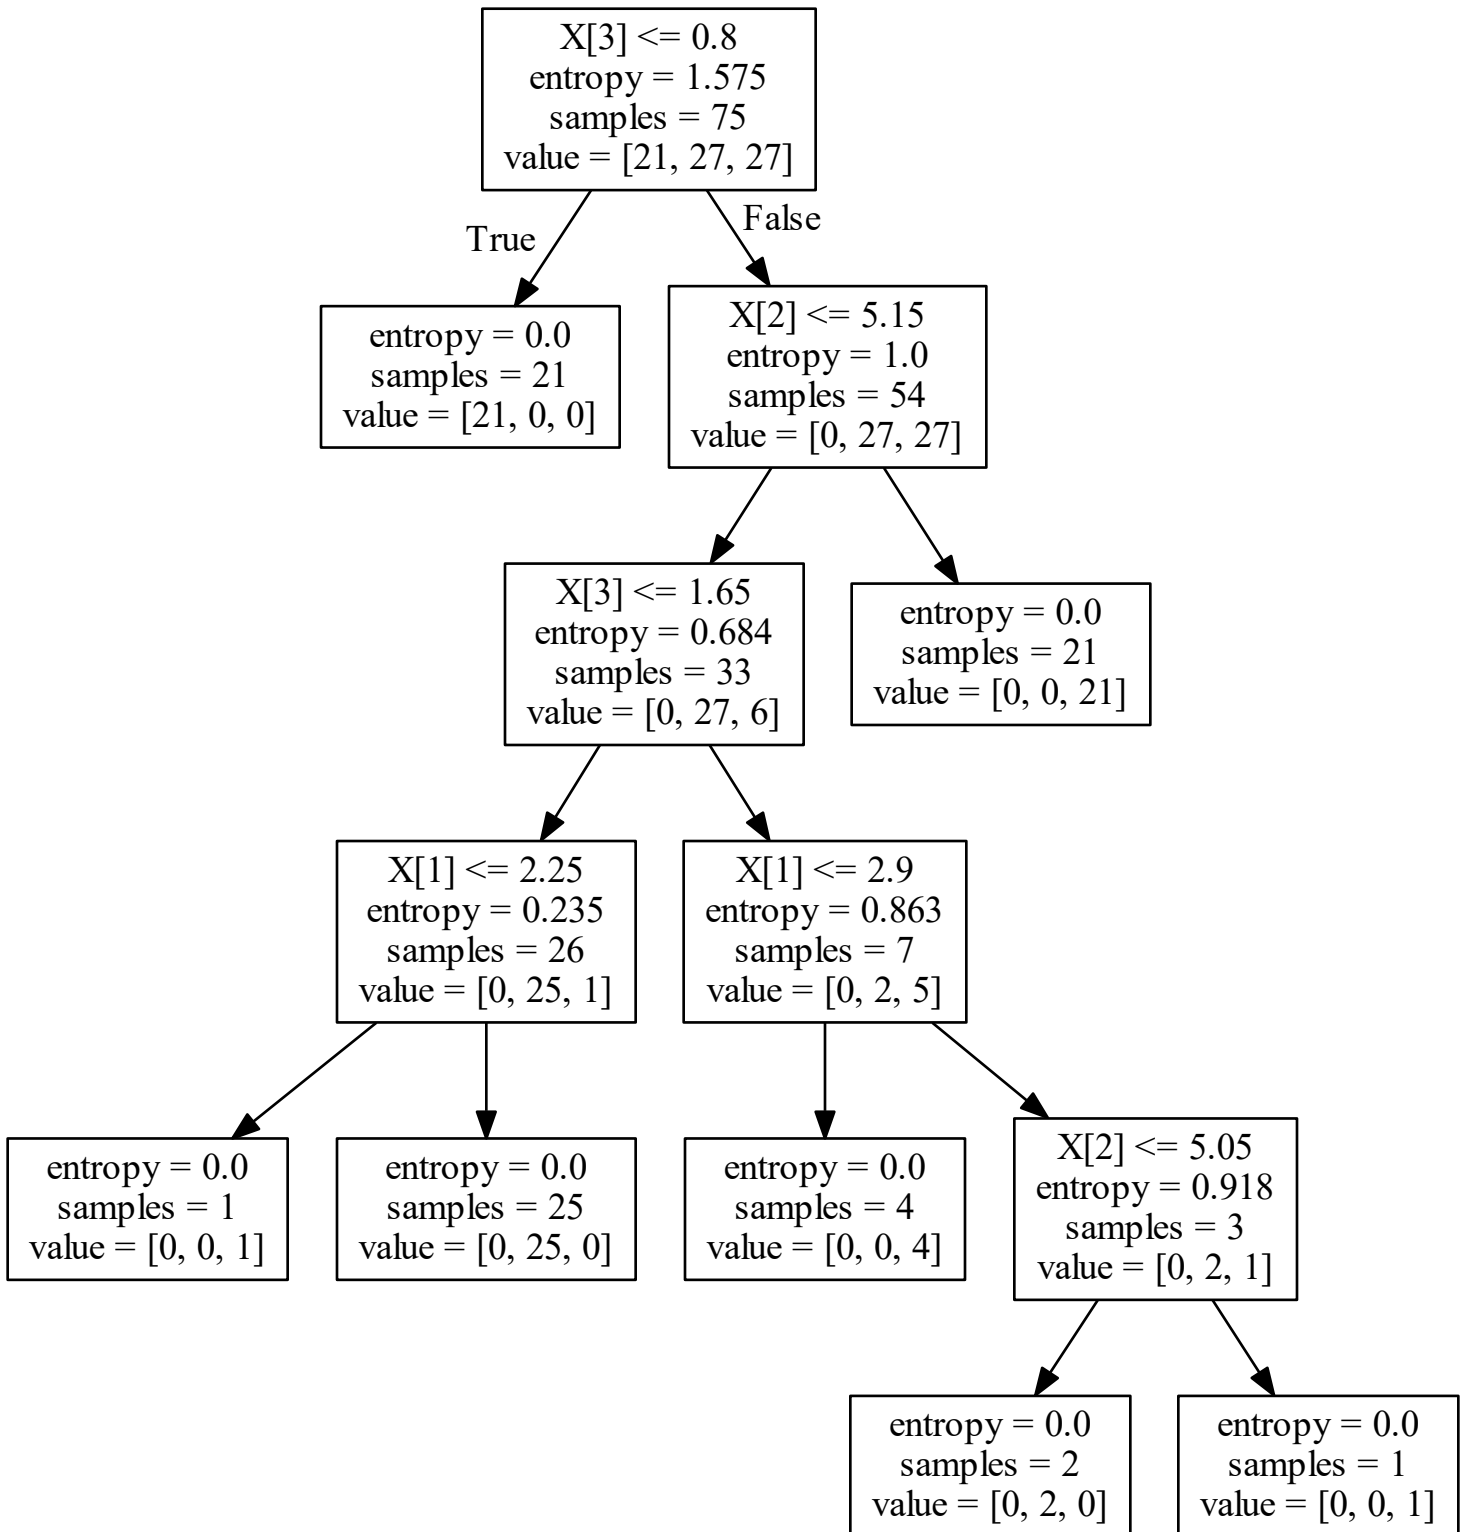 X[3] <= 0.8
entropy = 1.575
samples = 75
value = [21, 27, 27]
True
False
entropy = 0.0
samples = 21
value = [21, 0, 0]
X[2] <= 5.15
entropy = 1.0
samples = 54
value = [0, 27, 27]
X[3] <= 1.65
entropy = 0.684
samples = 33
value = [0, 27, 6]
entropy = 0.0
samples = 21
value = [0, 0, 21]
X[1] <= 2.25
entropy = 0.235
samples = 26
value = [0, 25, 1]
X[1] <= 2.9
entropy = 0.863
samples = 7
value = [0, 2, 5]
entropy = 0.0
samples = 1
value = [0, 0, 1]
entropy = 0.0
samples = 25
value = [0, 25, 0]
entropy = 0.0
samples = 4
value = [0, 0, 4]
X[2] <= 5.05
entropy = 0.918
samples = 3
value = [0, 2, 1]
entropy = 0.0
samples = 2
value = [0, 2, 0]
entropy = 0.0
samples = 1
value = [0, 0, 1]